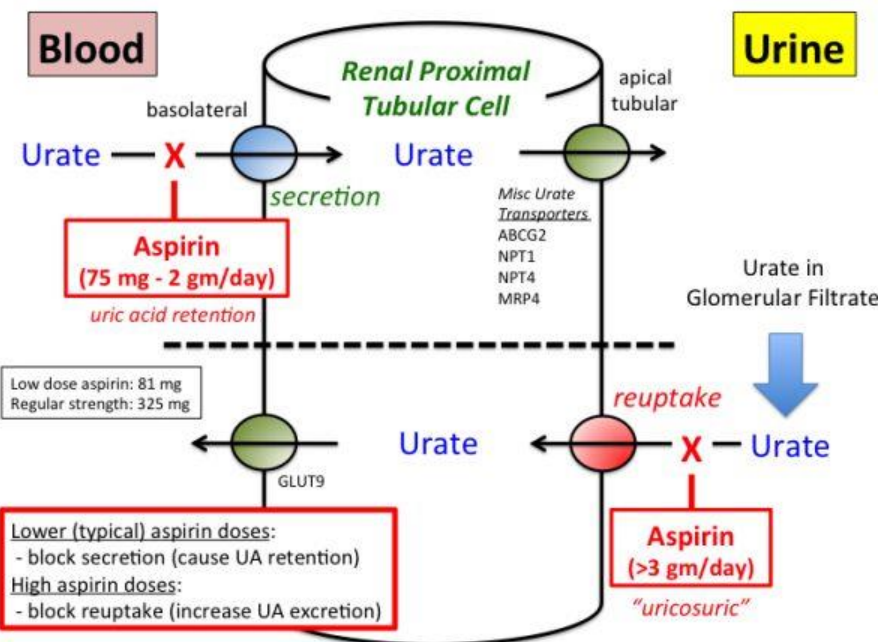 Blood
Urine
Renal Proximal
Tubular Cell
basolateral
apical
tubular
Urate
X
Urate
secretion
Misc Urate
Transporters
ABCG2
NPT1
NPT4
MRP4
Aspirin
(75 mg - 2 gm/day)
uric acid retention
Urate in
Glomerular Filtrate
Low dose aspirin: 81 mg
Regular strength: 325 mg
reuptake
Urate
X
Urate
GLUT9
Lower (typical) aspirin doses:
- block secretion (cause UA retention)
High aspirin doses:
- block reuptake (increase UA excretion)
Aspirin
(>3 gm/day)
"uricosuric"